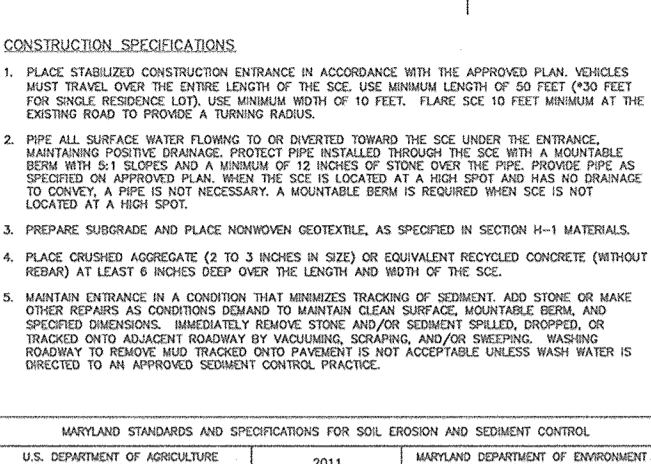 CONSTRUCTION SPECIFICATIONS
1. PLACE STABILIZED CONSTRUCTION ENTRANCE IN ACCORDANCE WITH THE APPROVED PLAN. VEHICLES
MUST TRAVEL OVER THE ENTIRE LENGTH OF THE SCE. USE MINIMUM LENGTH OF 50 FEET (*30 FEET
FOR SINGLE RESIDENCE LOT). USE MINIMUM WIDTH OF 10 FEET. FLARE SCE 10 FEET MINIMUM AT THE
EXISTING ROAD TO PROVIDE A TURNING RADIUS.
2. PIPE ALL SURFACE WATER FLOWING TO OR DIVERTED TOWARD THE SCE UNDER THE ENTRANCE,
MAINTAINING POSITIVE DRAINAGE. PROTECT PIPE INSTALLED THROUGH THE SCE WITH A MOUNTABLE
BERM WITH 5:1 SLOPES AND A MINIMUM OF 12 INCHES OF STONE OVER THE PIPE. PROVIDE PIPE AS
SPECIFIED ON APPROVED PLAN. WHEN THE SCE IS LOCATED AT A HIGH SPOT AND HAS NO DRAINAGE
TO CONVEY, A PIPE IS NOT NECESSARY. A MOUNTABLE BERM IS REQUIRED WHEN SCE IS NOT
LOCATED AT A HIGH SPOT.
3. PREPARE SUBGRADE AND PLACE NONWOVEN GEOTEXTILE, AS SPECIFIED IN SECTION H-1 MATERIALS.
4. PLACE CRUSHED AGGREGATE (2 TO 3 INCHES IN SIZE) OR EQUIVALENT RECYCLED CONCRETE (WITHOUT
REBAR) AT LEAST 6 INCHES DEEP OVER THE LENGTH AND WIDTH OF THE SCE.
5. MAINTAIN ENTRANCE IN A CONDITION THAT MINIMIZES TRACKING OF SEDIMENT. ADD STONE OR MAKE
OTHER REPAIRS AS CONDITIONS DEMAND TO MAINTAIN CLEAN SURFACE, MOUNTABLE BERM, AND
SPECIFIED DIMENSIONS. IMMEDIATELY REMOVE STONE AND/OR SEDIMENT SPILLED, DROPPED, OR
TRACKED ONTO ADJACENT ROADWAY BY VACUUMING, SCRAPING, AND/OR SWEEPING. WASHING
ROADWAY TO REMOVE MUD TRACKED ONTO PAVEMENT IS NOT ACCEPTABLE UNLESS WASH WATER IS
DIRECTED TO AN APPROVED SEDIMENT CONTROL PRACTICE.
MARYLAND STANDARDS AND SPECIFICATIONS FOR SOIL EROSION AND SEDIMENT CONTROL
U.S. DEPARTMENT OF AGRICULTURE
2011
MARYLAND DEPARTMENT OF ENVIRONMENT